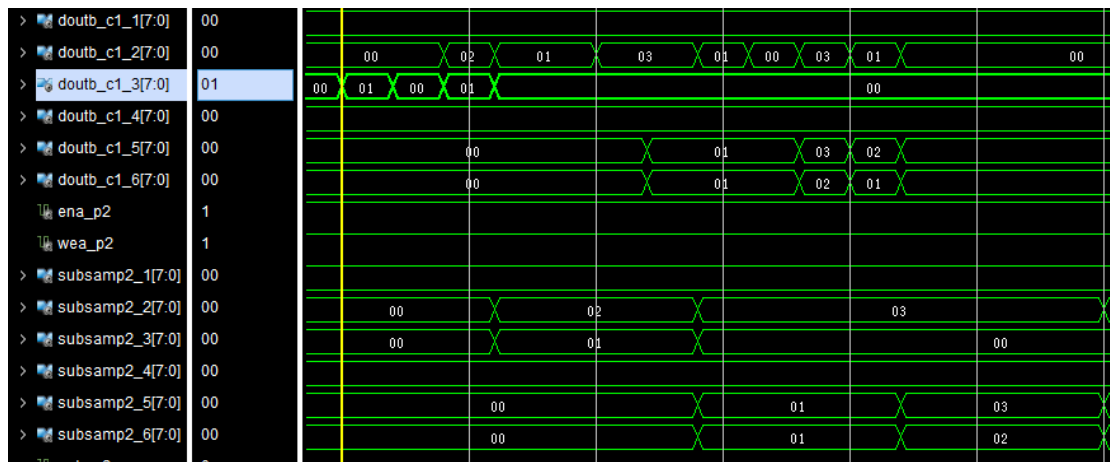 doutb_c1_1[7:0] 00
doutb_c1_2[7:0] 00 00 02 01 03 01 00 03 01 00
doutb_c1_3[7:0] 01 00 01 00 01 00
doutb_c1_4[7:0] 00
doutb_c1_5[7:0] 00 00 01 03 02
doutb_c1_6[7:0] 00 00 01 02 01
ena_p2 1
wea_p2 1
subsamp2_1[7:0] 00
subsamp2_2[7:0] 00 00 02 03
subsamp2_3[7:0] 00 00 01 00
subsamp2_4[7:0] 00
subsamp2_5[7:0] 00 00 01 03
subsamp2_6[7:0] 00 00 01 02